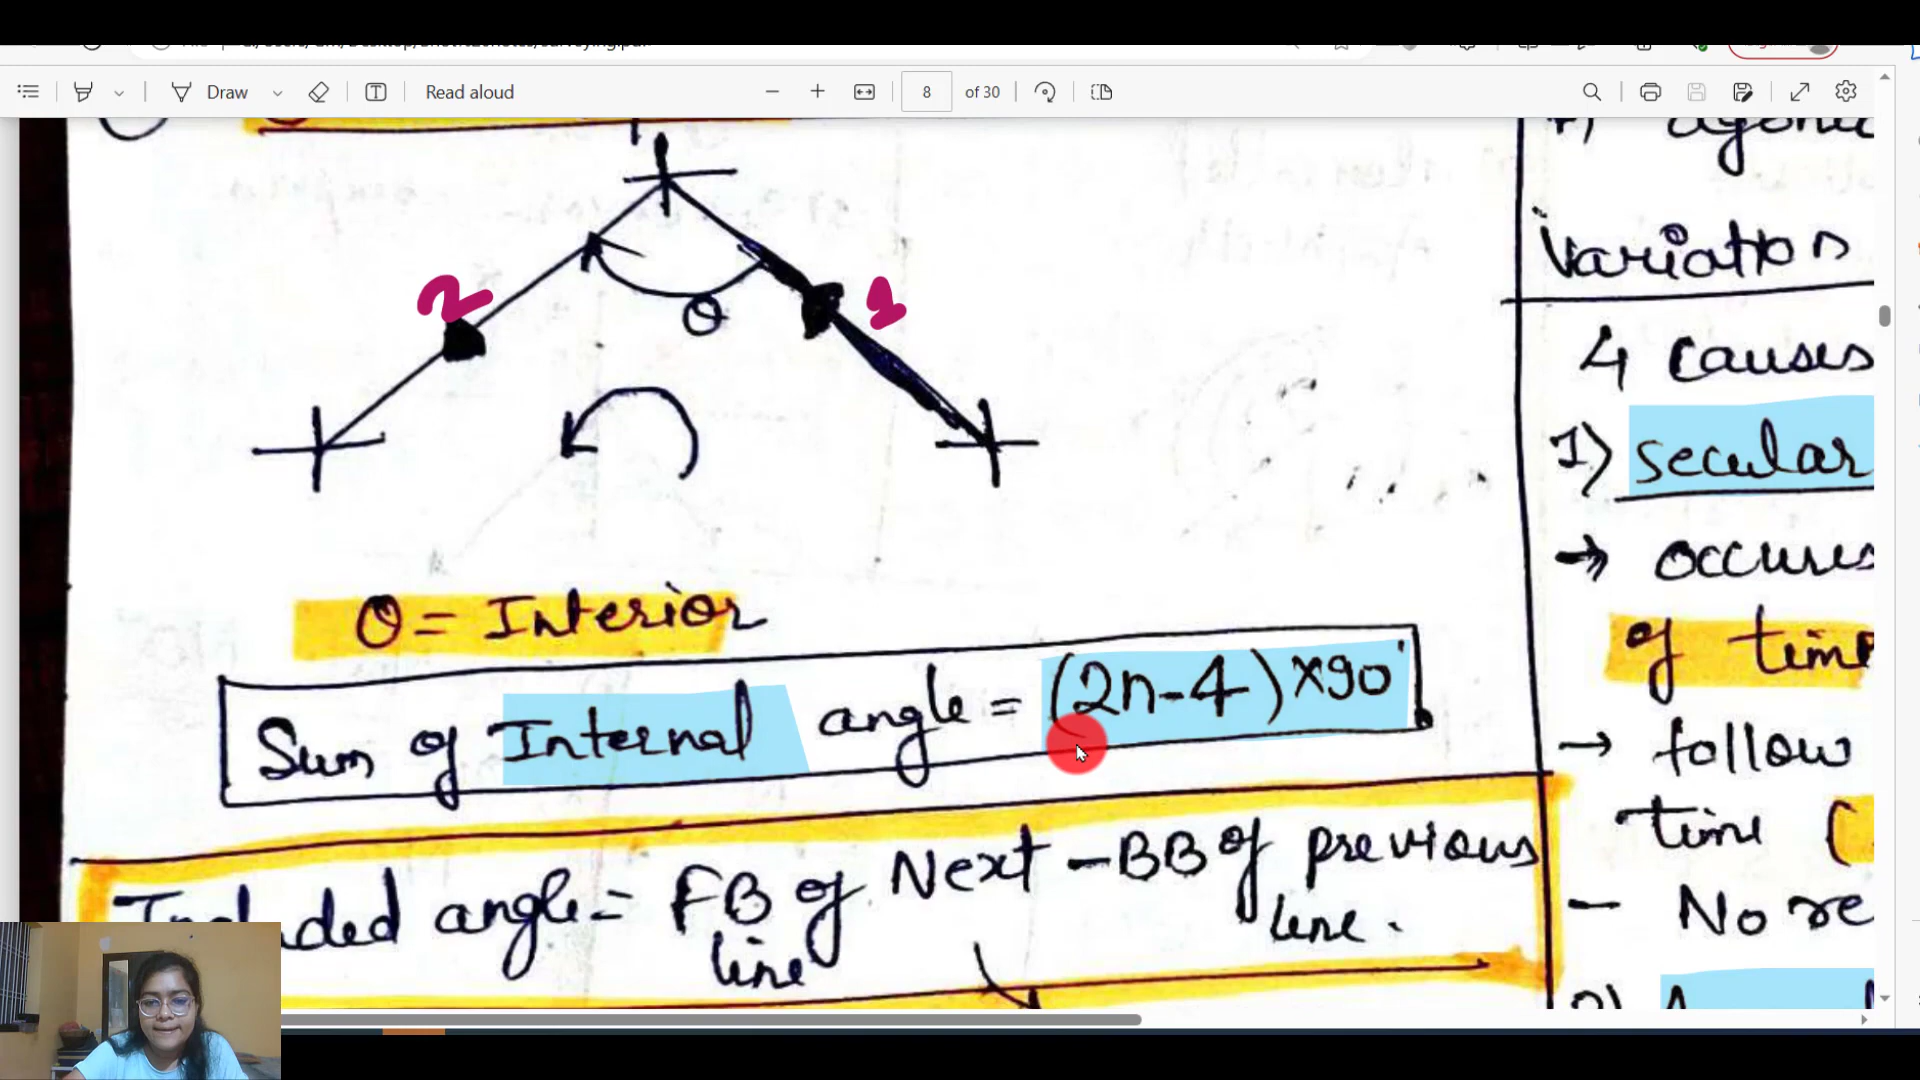 Draw
Read aloud
8
of 30
2
1
θ
θ = Interior
Sum of Internal angle = (2n-4)×90°
Included angle = FB of Next - BB of previous
line line.
variation
4 causes
1) secular
→ occures
of time
→ follow
time (
- No re